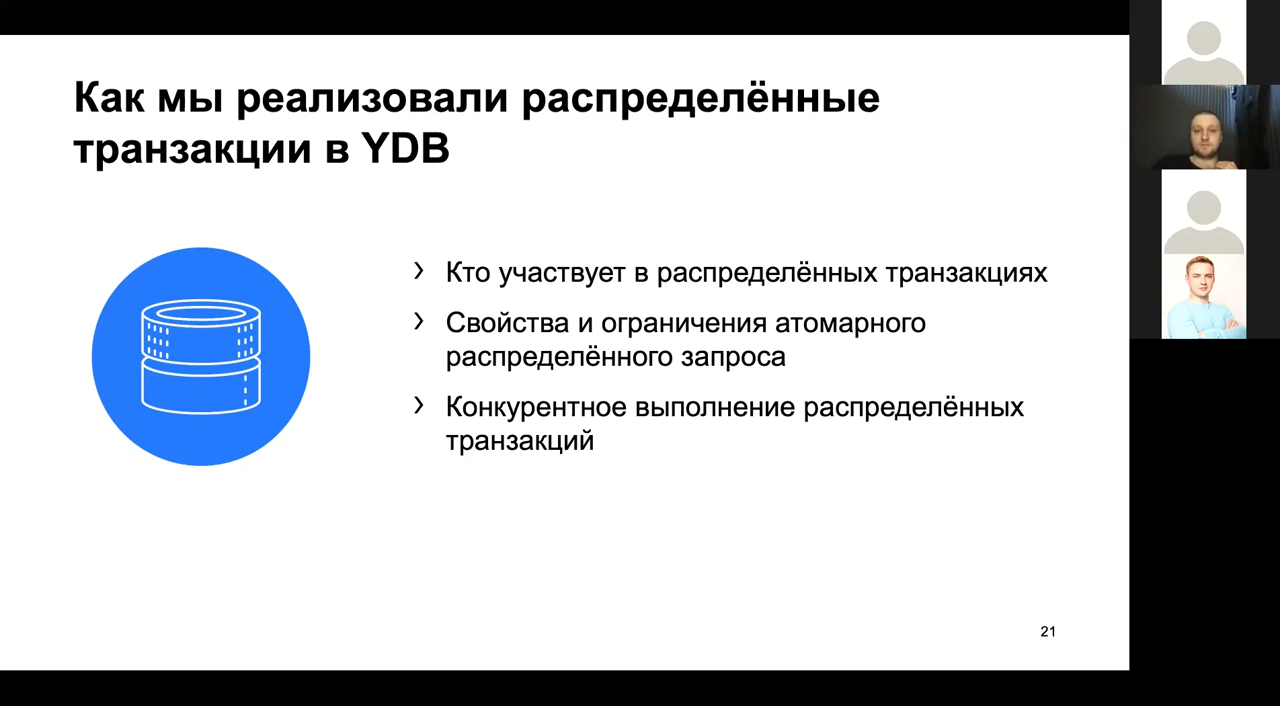 Как мы реализовали распределённые
транзакции в YDB
› Кто участвует в распределённых транзакциях
› Свойства и ограничения атомарного
распределённого запроса
› Конкурентное выполнение распределённых
транзакций
21